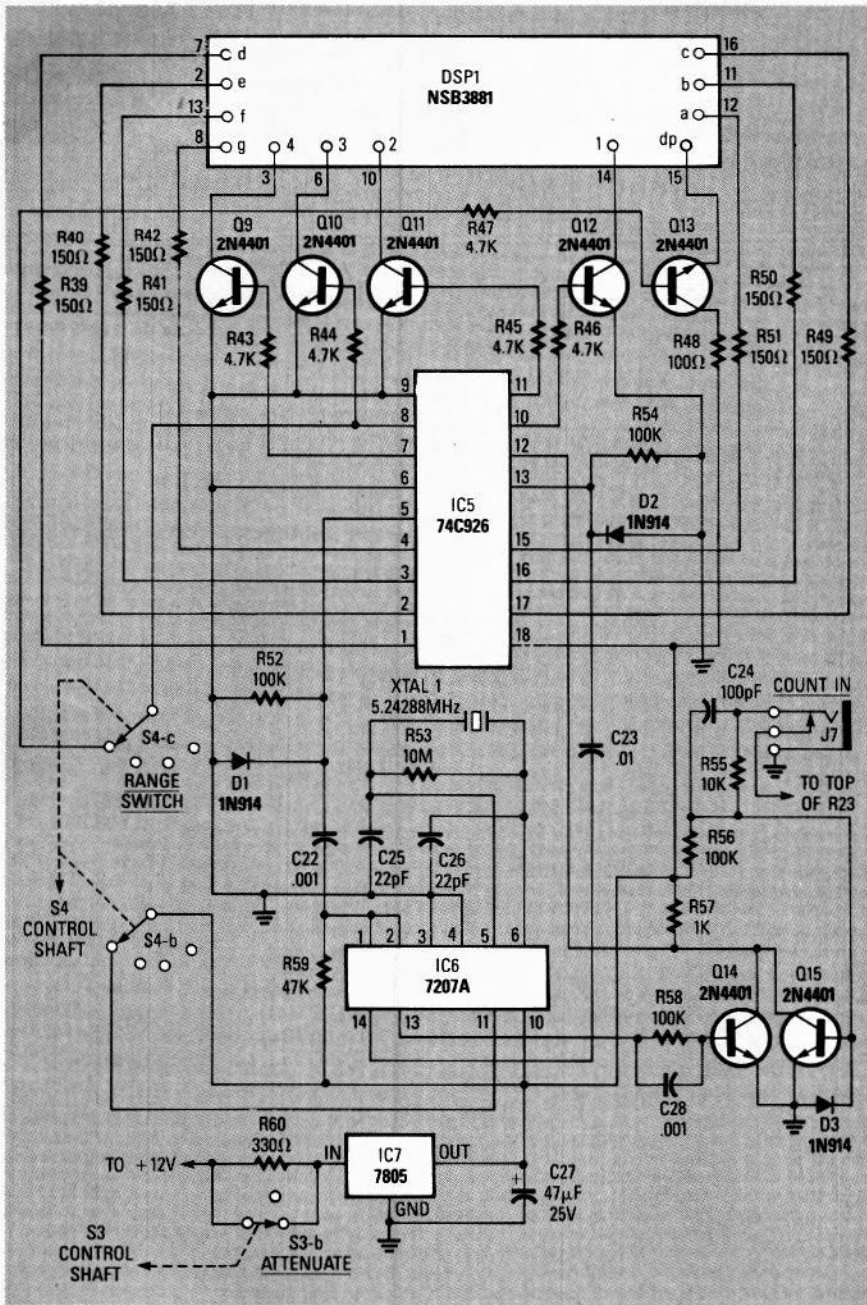 DSP1
NSB3881
7
d
2
e
13
f
8
g
c
16
b
11
a
12
4
3
2
1
dp
3
6
10
14
15
R47
4.7K
Q9
2N4401
Q10
2N4401
Q11
2N4401
Q12
2N4401
Q13
2N4401
R40
150Ω
R42
150Ω
R39
150Ω
R41
150Ω
R50
150Ω
R43
4.7K
R44
4.7K
R45
4.7K
R46
4.7K
R48
100Ω
R51
150Ω
R49
150Ω
9
8
7
6
5
4
3
2
1
11
10
12
13
15
16
17
18
IC5
74C926
R54
100K
D2
1N914
R52
100K
XTAL 1
5.24288MHz
R53
10M
C24
100pF
COUNT IN
J7
S4-c
RANGE
SWITCH
D1
1N914
C23
.01
R55
10K
TO TOP
OF R23
C22
.001
C25
22pF
C26
22pF
R56
100K
S4
CONTROL
SHAFT
R57
1K
S4-b
R59
47K
1
2
3
4
5
6
IC6
7207A
14
13
11
10
Q14
2N4401
Q15
2N4401
R58
100K
C28
.001
D3
1N914
R60
330Ω
TO +12V
IN
IC7
7805
OUT
GND
C27
47µF
25V
+
S3
CONTROL
SHAFT
S3-b
ATTENUATE